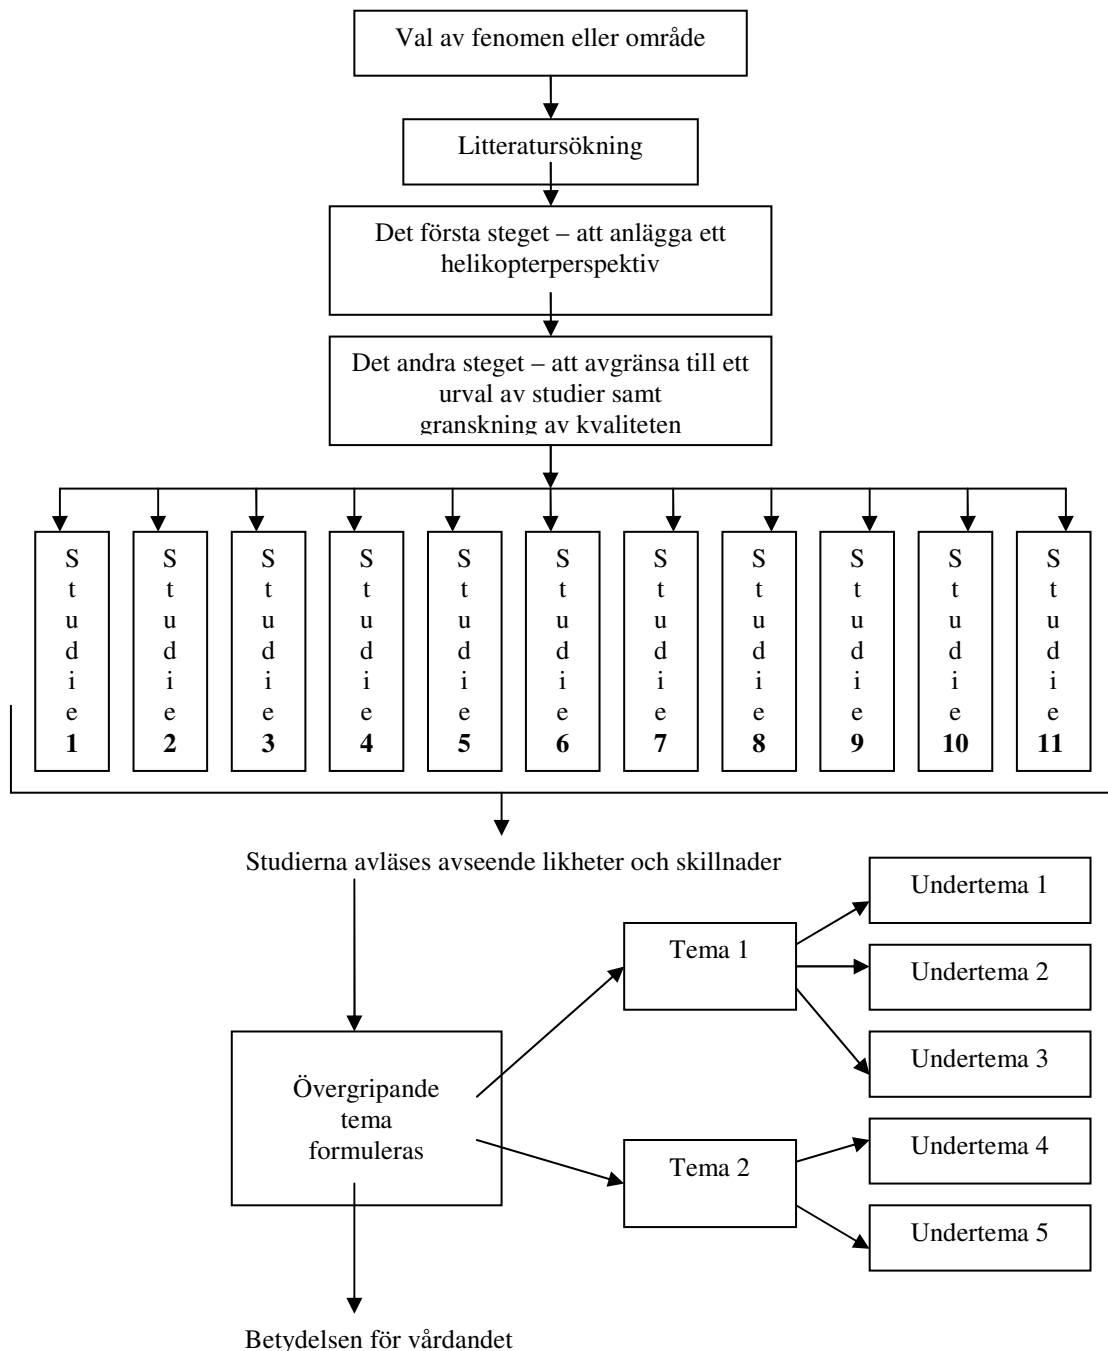 Val av fenomen eller område
Litteratursökning
Det första steget – att anlägga ett
helikopterperspektiv
Det andra steget – att avgränsa till ett
urval av studier samt
granskning av kvaliteten
Studie 1
Studie 2
Studie 3
Studie 4
Studie 5
Studie 6
Studie 7
Studie 8
Studie 9
Studie 10
Studie 11
Studierna avläses avseende likheter och skillnader
Undertema 1
Tema 1
Undertema 2
Undertema 3
Övergripande
tema
formuleras
Undertema 4
Tema 2
Undertema 5
Betydelsen för vårdandet